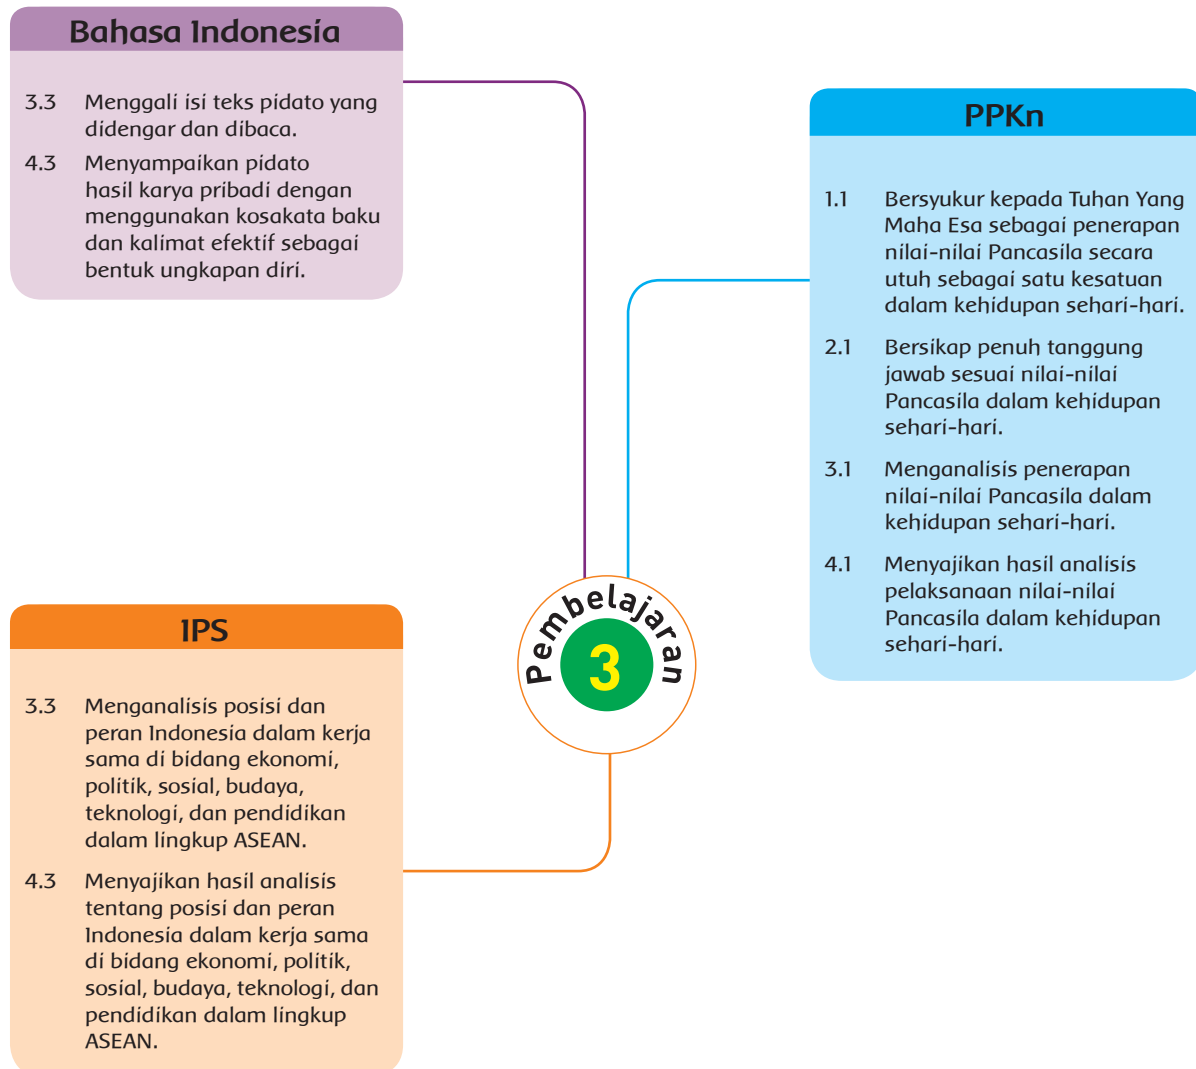 Bahasa Indonesia
3.3 Menggali isi teks pidato yang
didengar dan dibaca.
4.3 Menyampaikan pidato
hasil karya pribadi dengan
menggunakan kosakata baku
dan kalimat efektif sebagai
bentuk ungkapan diri.
PPKn
1.1 Bersyukur kepada Tuhan Yang
Maha Esa sebagai penerapan
nilai-nilai Pancasila secara
utuh sebagai satu kesatuan
dalam kehidupan sehari-hari.
2.1 Bersikap penuh tanggung
jawab sesuai nilai-nilai
Pancasila dalam kehidupan
sehari-hari.
3.1 Menganalisis penerapan
nilai-nilai Pancasila dalam
kehidupan sehari-hari.
4.1 Menyajikan hasil analisis
pelaksanaan nilai-nilai
Pancasila dalam kehidupan
sehari-hari.
Pembelajaran
3
IPS
3.3 Menganalisis posisi dan
peran Indonesia dalam kerja
sama di bidang ekonomi,
politik, sosial, budaya,
teknologi, dan pendidikan
dalam lingkup ASEAN.
4.3 Menyajikan hasil analisis
tentang posisi dan peran
Indonesia dalam kerja sama
di bidang ekonomi, politik,
sosial, budaya, teknologi, dan
pendidikan dalam lingkup
ASEAN.